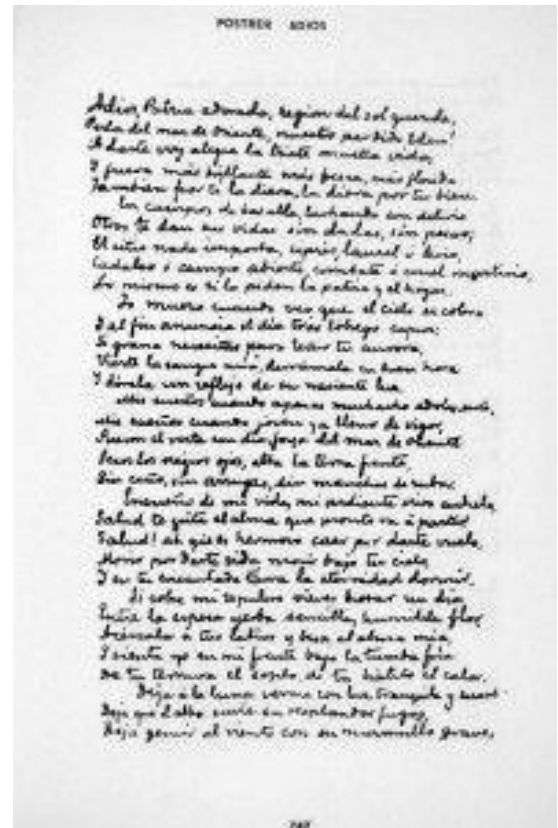 POSTRER ADIOS
Adios, Patria adorada, region del sol querida,
Perla del mar de Oriente, nuestro perdido Eden!
A darte voy alegre la triste mustia vida,
Y fuera más brillante más fresca, más florida
Tambien por tí la diera, la diera por tu bien.
En campos de batalla, luchando con delirio
Otros te dan sus vidas sin dudas, sin pesar;
El sitio nada importa, ciprés, laurel ó lirio,
Cadalso ó campo abierto, combate ó cruel martirio,
Lo mismo es si lo piden la patria y el hogar.
Yo muero cuando veo que el cielo se colora
Y al fin anuncia el día tras lóbrego capuz;
Si grana necesitas para teñir tu aurora,
Vierte la sangre mía, derrámala en buen hora
Y dórela un reflejo de su naciente luz
Mis sueños cuando apenas muchacho adolescente,
Mis sueños cuando joven ya lleno de vigor,
Fueron el verte un día joya del mar de Oriente
Secos los negros ojos, alta la tersa frente,
Sin ceño, sin arrugas, sin manchas de rubor.
Ensueño de mi vida, mi ardiente vivo anhelo,
Salud te grita el alma que pronto va á partir
Salud! ah que es hermoso caer por darte vuelo,
Morir por darte vida morir bajo tu cielo,
Y en tu encantada tierra la eternidad dormir.
Si sobre mi sepulcro vieres brotar un dia
Entre la espesa yerba sencilla, humilde flor,
Acércala á tus labios y besa al alma mía,
Y sienta yo en mi frente bajo la tumba fria
De tu ternura el soplo, de tu hálito el calor.
Deja á la luna verme con luz tranquila y suave
Deja que el alba envíe su resplandor fugaz,
Deja gemir al viento con su murmullo grave,